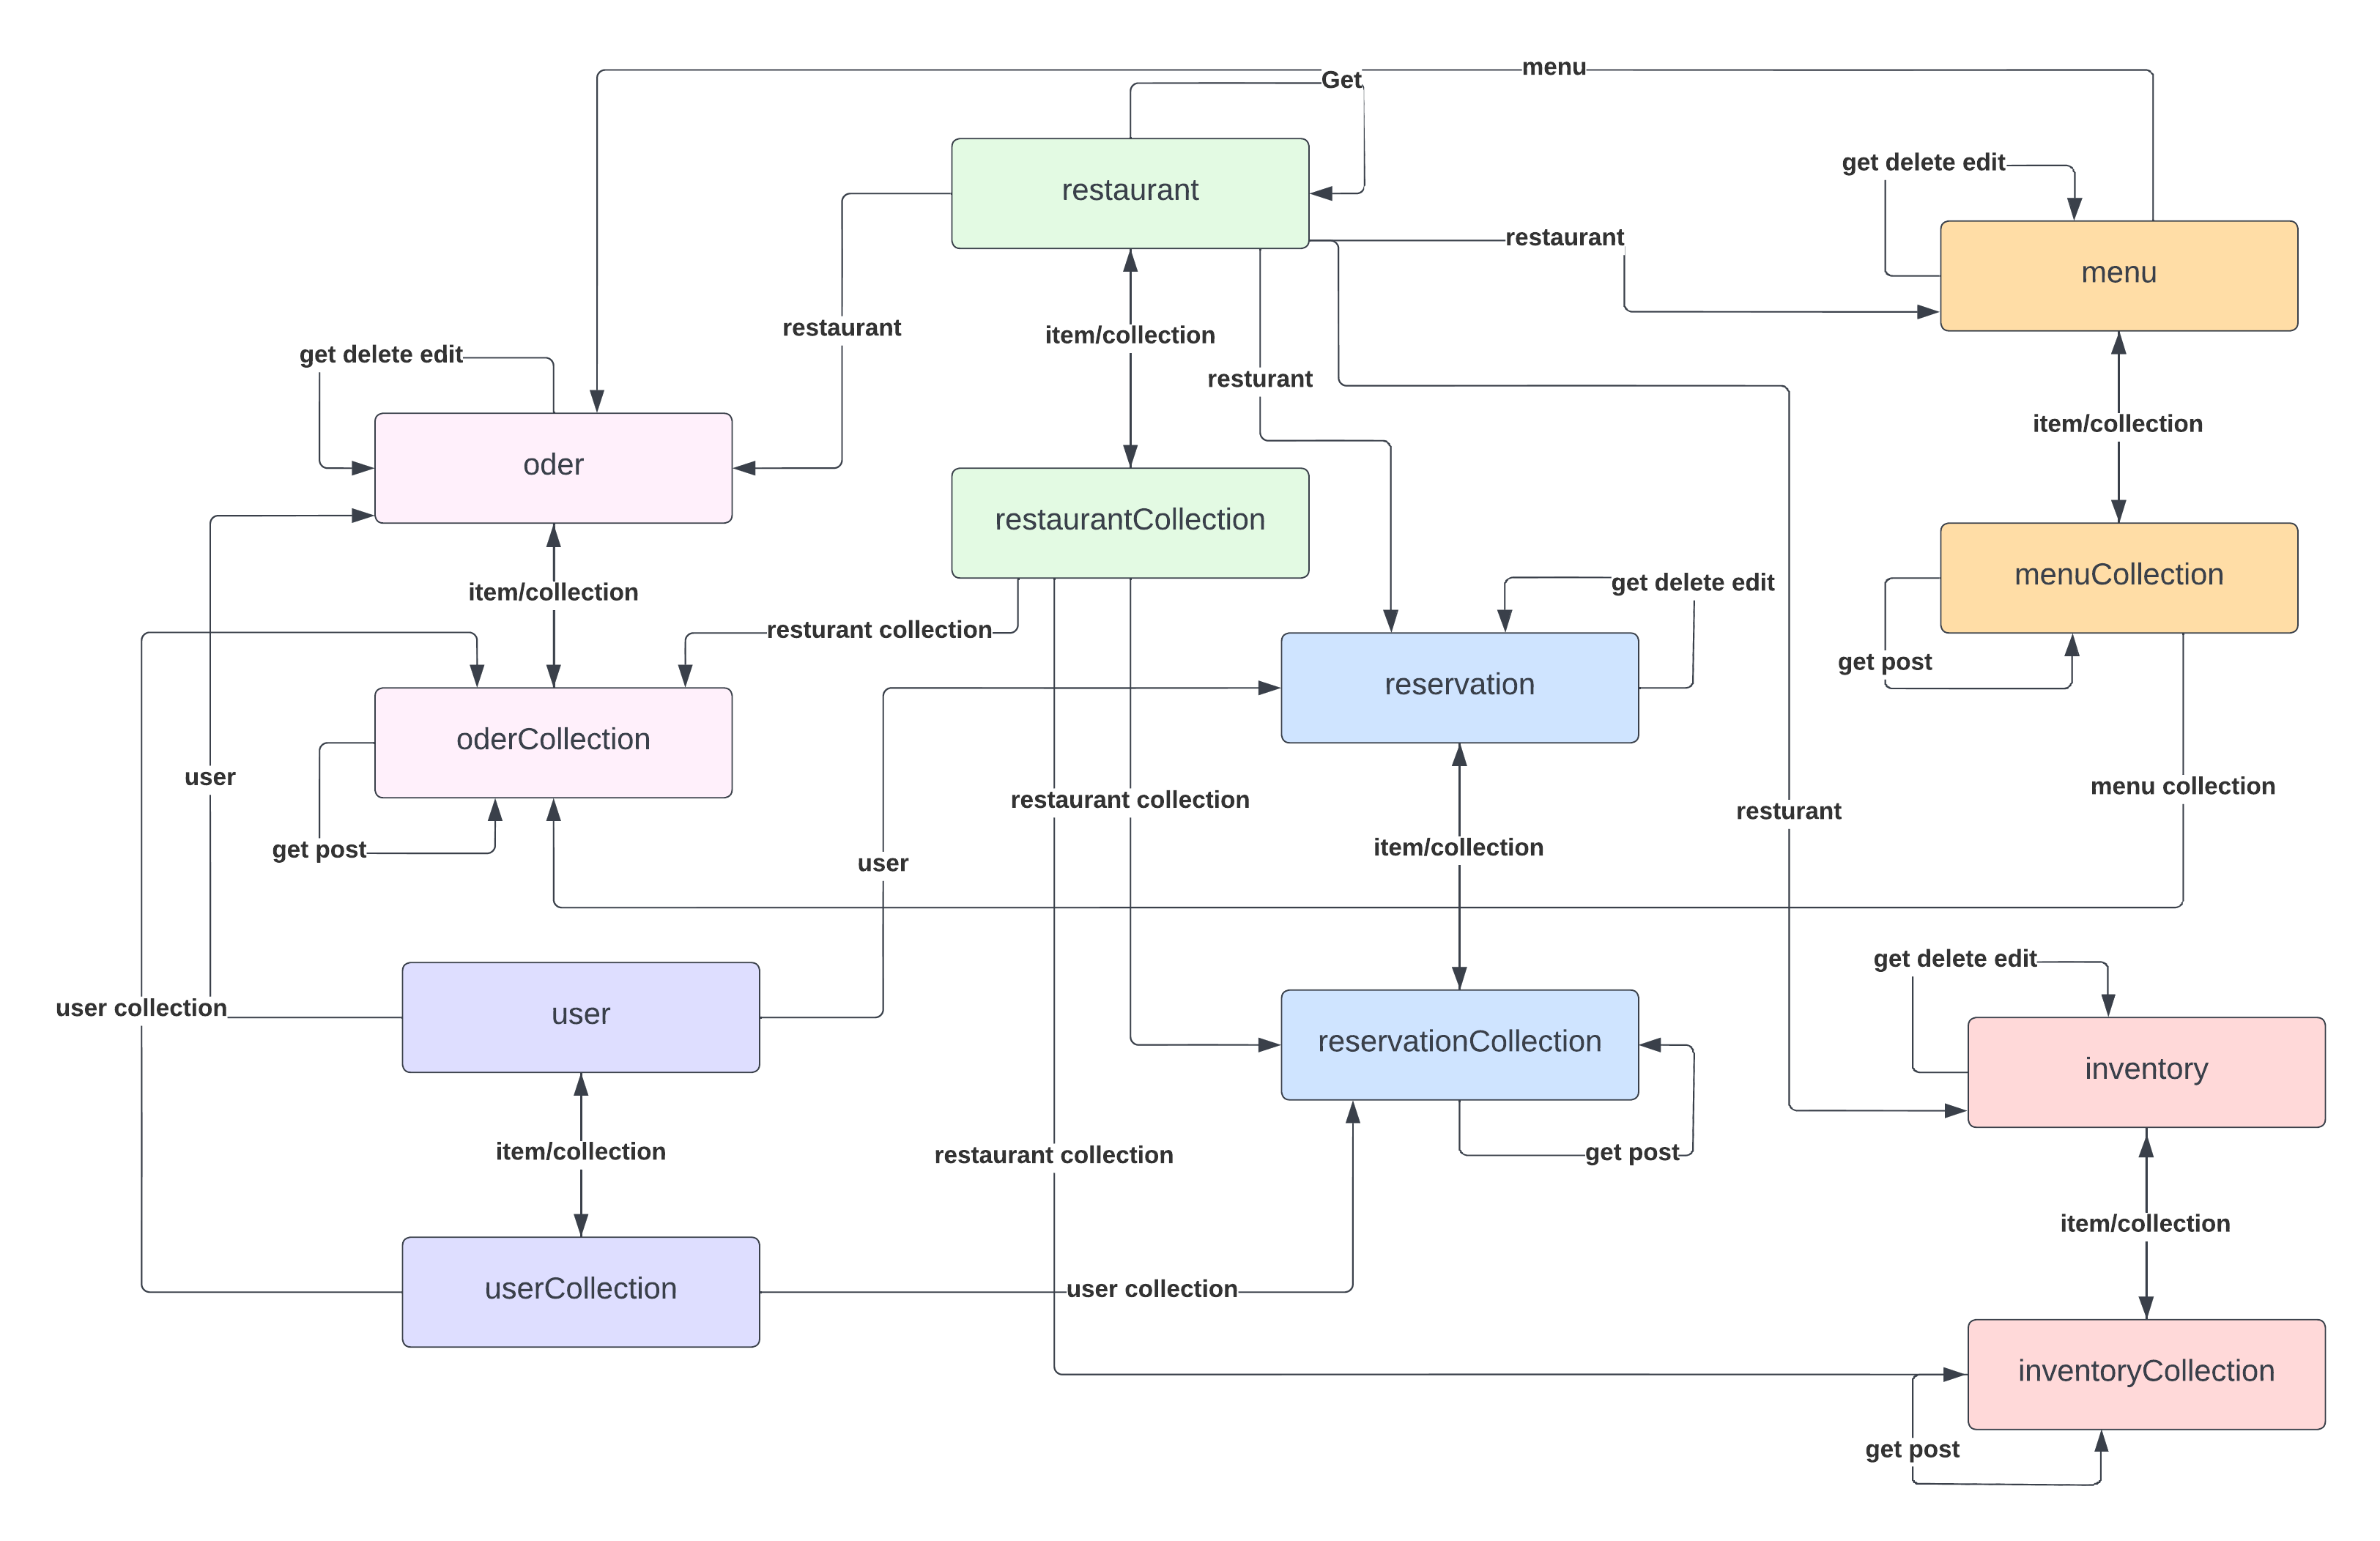 menu
Get
restaurant
get delete edit
restaurant
menu
restaurant
item/collection
get delete edit
resturant
item/collection
oder
restaurantCollection
menuCollection
item/collection
get delete edit
resturant collection
get post
reservation
oderCollection
user
menu collection
restaurant collection
resturant
get post
item/collection
user
get delete edit
user collection
user
reservationCollection
inventory
item/collection
restaurant collection
get post
item/collection
userCollection
user collection
inventoryCollection
get post